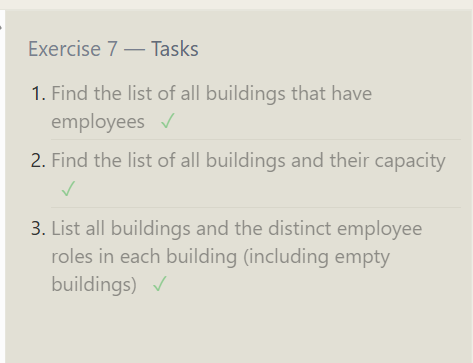 Exercise 7 — Tasks
1. Find the list of all buildings that have
employees ✓
2. Find the list of all buildings and their capacity
✓
3. List all buildings and the distinct employee
roles in each building (including empty
buildings) ✓